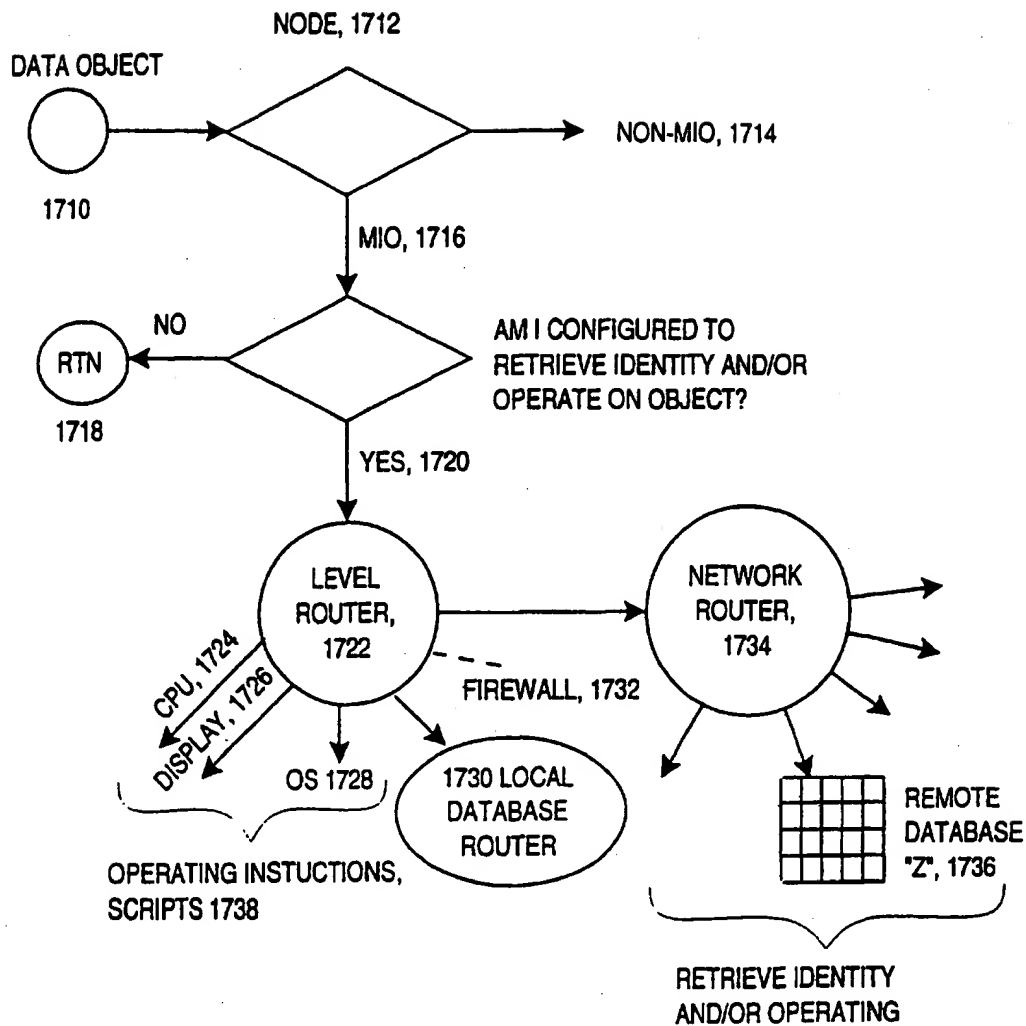 NODE, 1712
DATA OBJECT
NON-MIO, 1714
1710
MIO, 1716
NO
AM I CONFIGURED TO
RETRIEVE IDENTITY AND/OR
OPERATE ON OBJECT?
RTN
1718
YES, 1720
LEVEL
ROUTER,
1722
NETWORK
ROUTER,
1734
CPU, 1724
DISPLAY, 1726
FIREWALL, 1732
OS 1728
1730 LOCAL
DATABASE
ROUTER
REMOTE
DATABASE
"Z", 1736
OPERATING INSTUCTIONS,
SCRIPTS 1738
RETRIEVE IDENTITY
AND/OR OPERATING